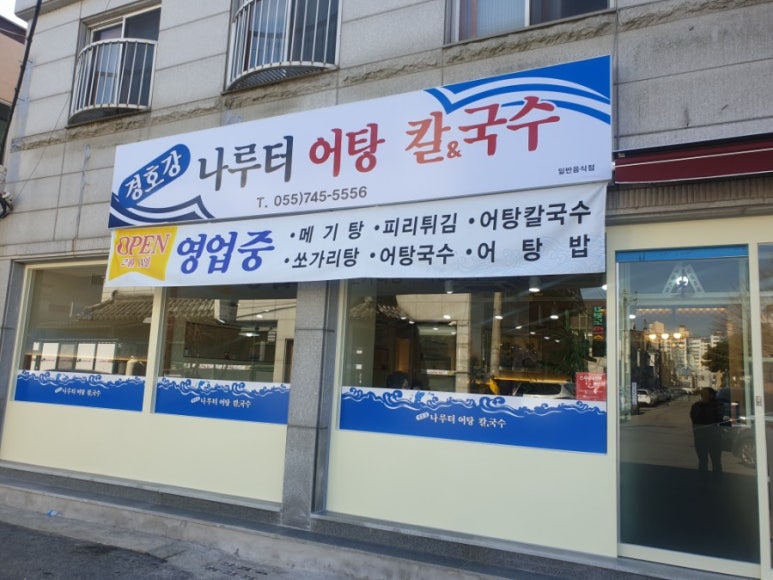 경호강 나루터 어탕 칼&국수
일반음식점
T. 055)745-5556
OPEN 영업중
·메기탕 ·피리튀김 ·어탕칼국수
·쏘가리탕 ·어탕국수 ·어탕밥
나루터 어탕 칼&국수
나루터 어탕 칼&국수
나루터 어탕 칼&국수